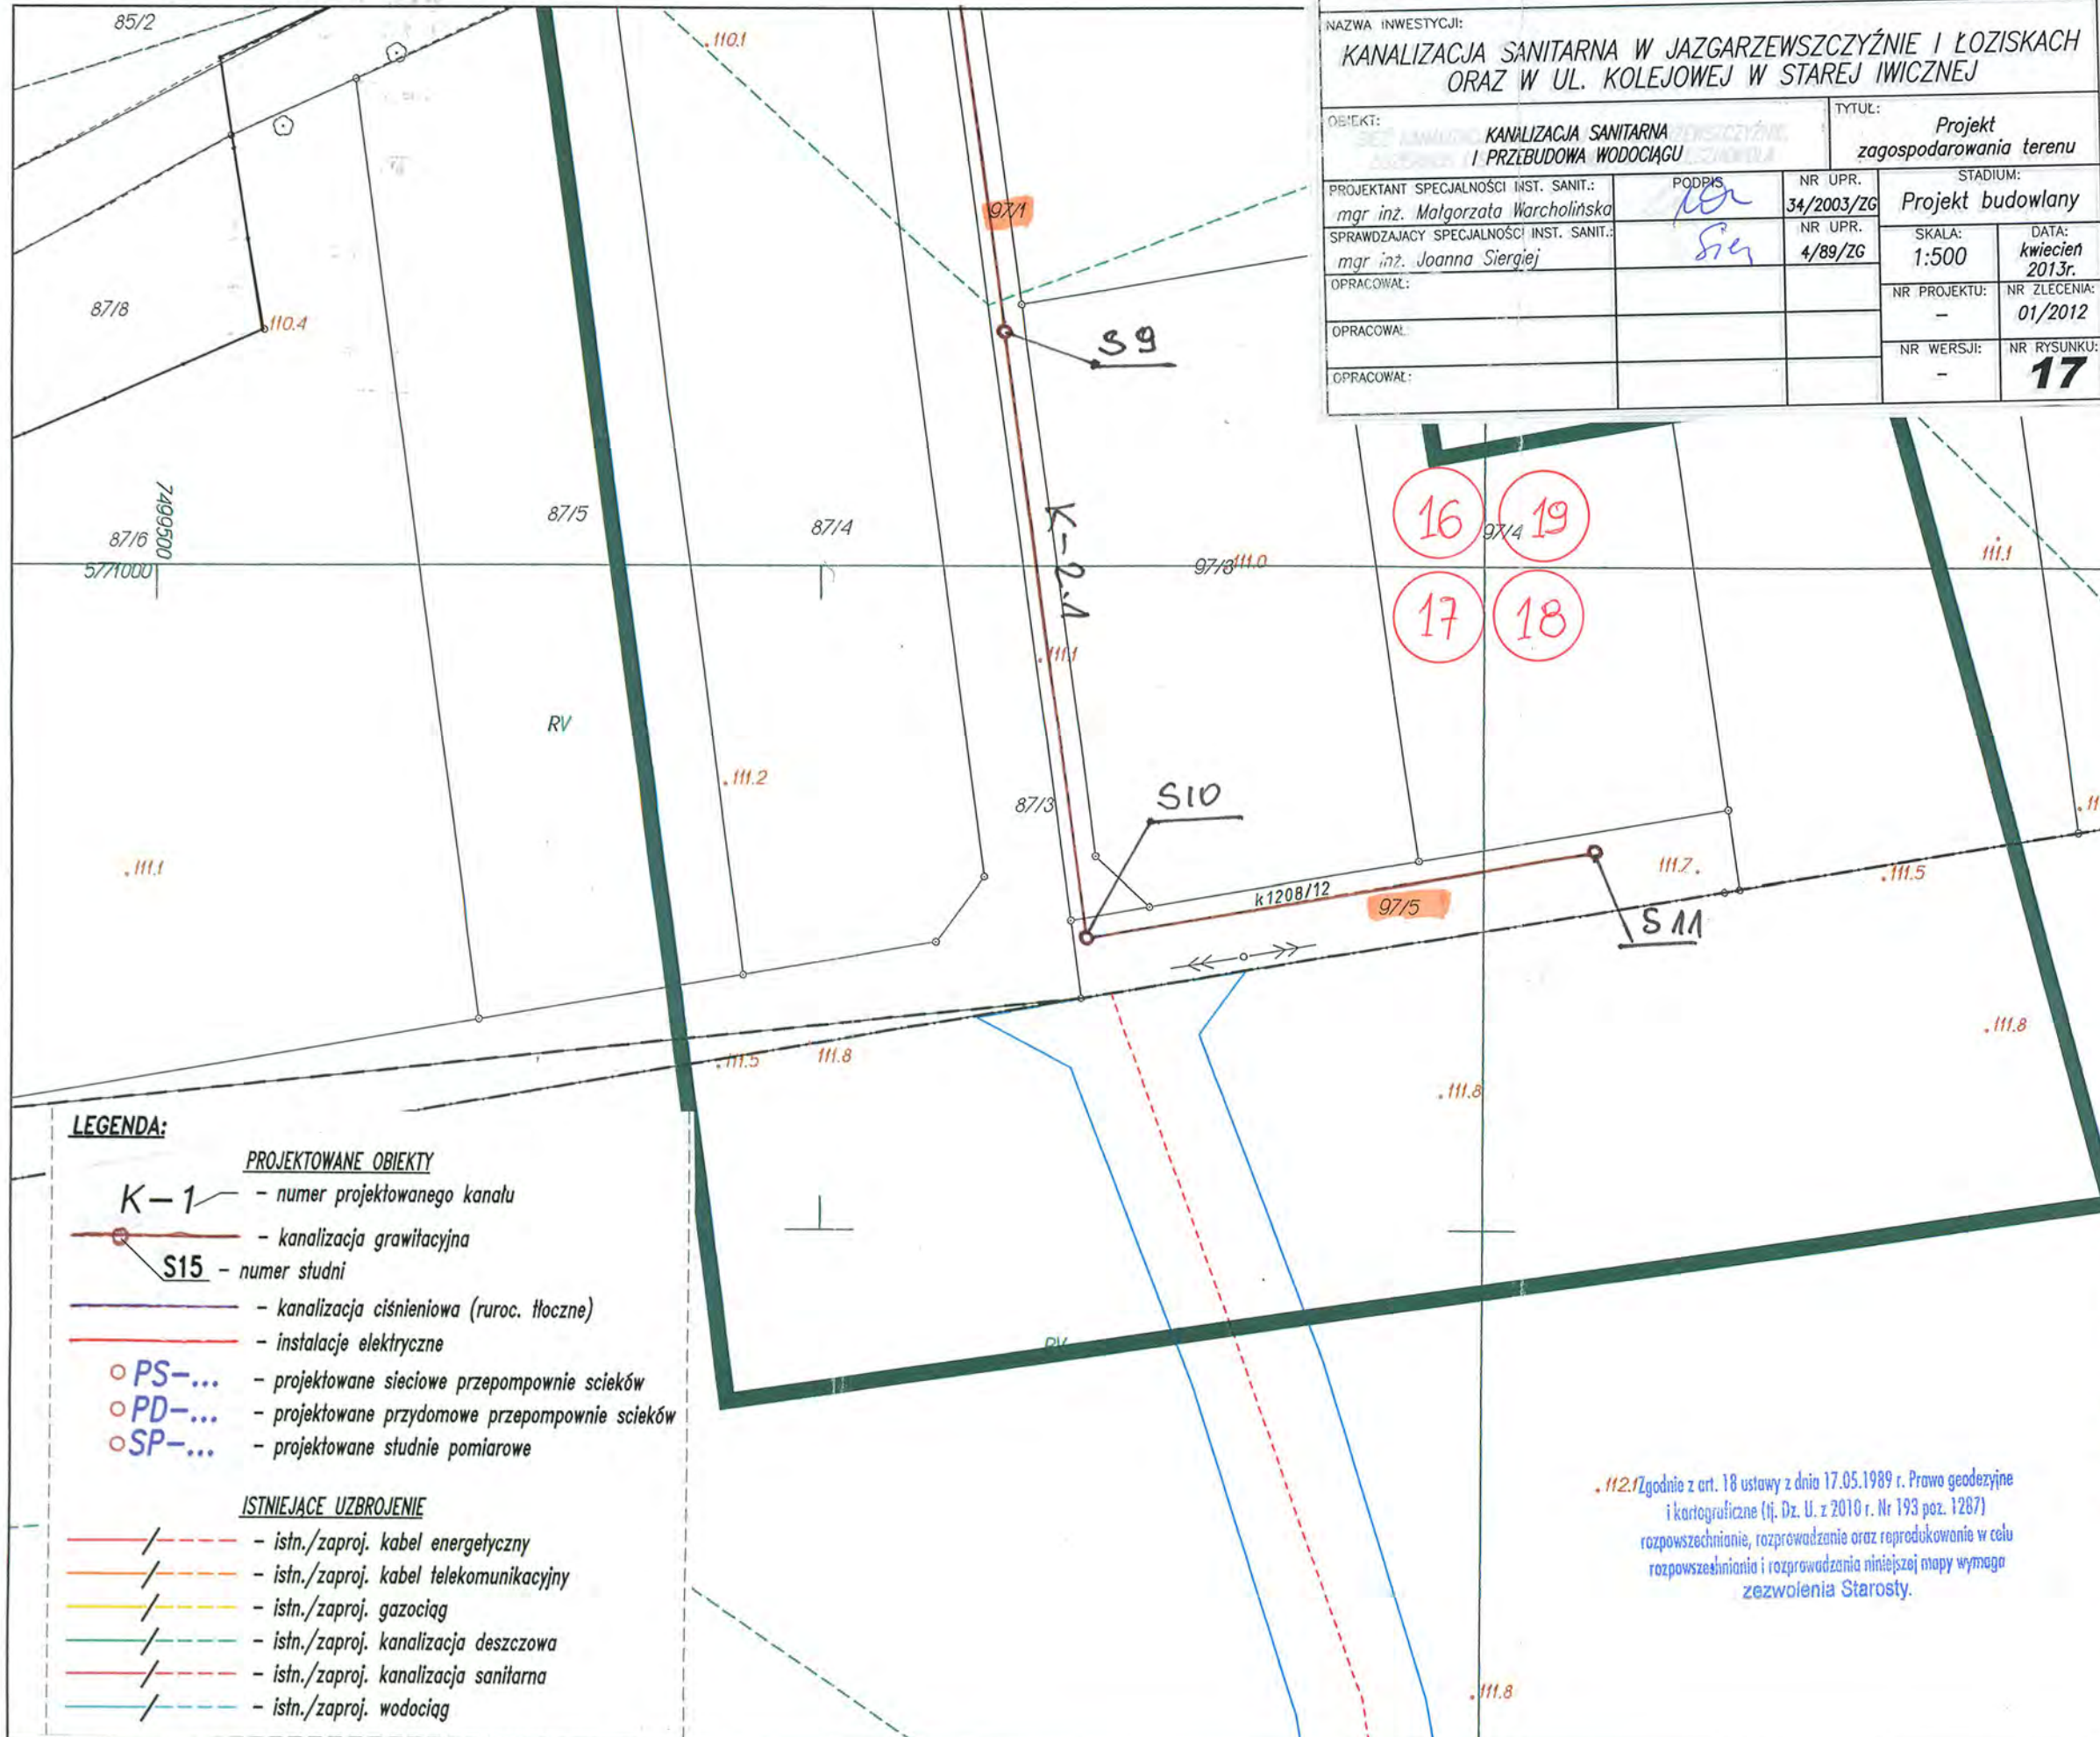 NAZWA INWESTYCJI:
KANALIZACJA SANITARNA W JAZGARZEWSZCZYŹNIE I ŁOZISKACH
ORAZ W UL. KOLEJOWEJ W STAREJ IWICZNEJ
OBIEKT:
KANALIZACJA SANITARNA
I PRZEBUDOWA WODOCIĄGU
TYTUŁ:
Projekt
zagospodarowania terenu
PROJEKTANT SPECJALNOŚCI INST. SANIT.:
mgr inż. Małgorzata Warcholińska
PODPIS
NR UPR.
34/2003/ZG
STADIUM:
Projekt budowlany
SPRAWDZAJACY SPECJALNOŚCI INST. SANIT.:
mgr inż. Joanna Siergiej
NR UPR.
4/89/ZG
SKALA:
1:500
DATA:
kwiecień
2013r.
OPRACOWAŁ:
NR PROJEKTU:
-
NR ZLECENIA:
01/2012
OPRACOWAŁ:
NR WERSJI:
-
NR RYSUNKU:
17
OPRACOWAŁ:
85/2
110.1
97/1
87/8
110.4
S9
7499500
87/6
5771000
87/5
87/4
K-2.1
97/3
111.0
16
19
97/4
17
18
111.1
111.1
RV
111.2
87/3
S10
111.1
k1208/12
97/5
111.7
111.5
S11
111.5
111.8
111.8
111.8
RV
LEGENDA:
PROJEKTOWANE OBIEKTY
K-1 - numer projektowanego kanału
- kanalizacja grawitacyjna
S15 - numer studni
- kanalizacja ciśnieniowa (ruroc. tłoczne)
- instalacje elektryczne
PS-... - projektowane sieciowe przepompownie scieków
PD-... - projektowane przydomowe przepompownie scieków
SP-... - projektowane studnie pomiarowe
ISTNIEJĄCE UZBROJENIE
- istn./zaproj. kabel energetyczny
- istn./zaproj. kabel telekomunikacyjny
- istn./zaproj. gazociąg
- istn./zaproj. kanalizacja deszczowa
- istn./zaproj. kanalizacja sanitarna
- istn./zaproj. wodociąg
112.1
Zgodnie z art. 18 ustawy z dnia 17.05.1989 r. Prawo geodezyjne
i kartograficzne (tj. Dz. U. z 2010 r. Nr 193 poz. 1287)
rozpowszechnianie, rozprowadzanie oraz reprodukowanie w celu
rozpowszechniania i rozprowadzania niniejszej mapy wymaga
zezwolenia Starosty.
111.8